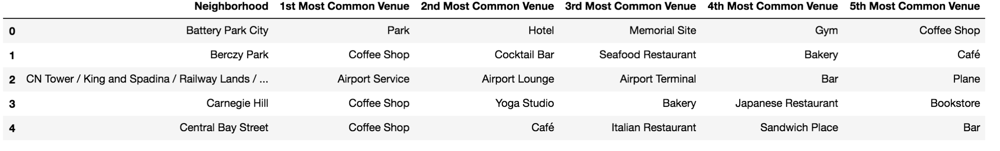 Neighborhood 1st Most Common Venue 2nd Most Common Venue 3rd Most Common Venue 4th Most Common Venue 5th Most Common Venue
0 Battery Park City Park Hotel Memorial Site Gym Coffee Shop
1 Berczy Park Coffee Shop Cocktail Bar Seafood Restaurant Bakery Café
2 CN Tower / King and Spadina / Railway Lands / ... Airport Service Airport Lounge Airport Terminal Bar Plane
3 Carnegie Hill Coffee Shop Yoga Studio Bakery Japanese Restaurant Bookstore
4 Central Bay Street Coffee Shop Café Italian Restaurant Sandwich Place Bar